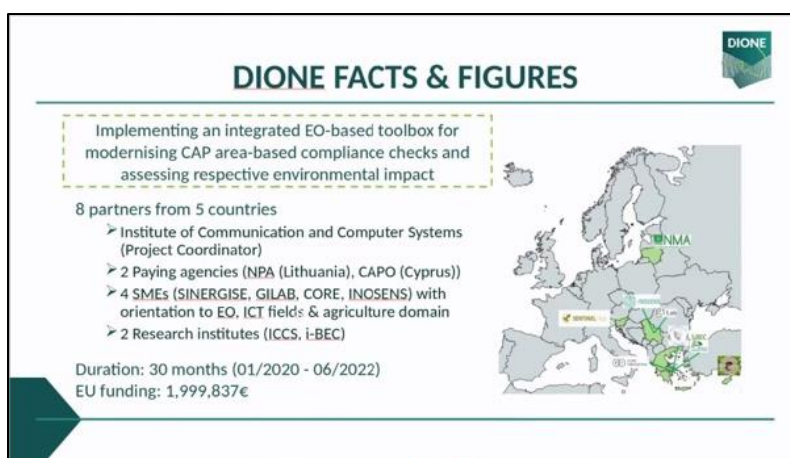 DIONE
DIONE FACTS & FIGURES
Implementing an integrated EO-based toolbox for
modernising CAP area-based compliance checks and
assessing respective environmental impact
8 partners from 5 countries
➢ Institute of Communication and Computer Systems
(Project Coordinator)
➢ 2 Paying agencies (NPA (Lithuania), CAPO (Cyprus))
➢ 4 SMEs (SINERGISE, GILAB, CORE, INOSENS) with
orientation to EO, ICT fields & agriculture domain
➢ 2 Research institutes (ICCS, i-BEC)
Duration: 30 months (01/2020 - 06/2022)
EU funding: 1,999,837€
NMA
SENTINEL